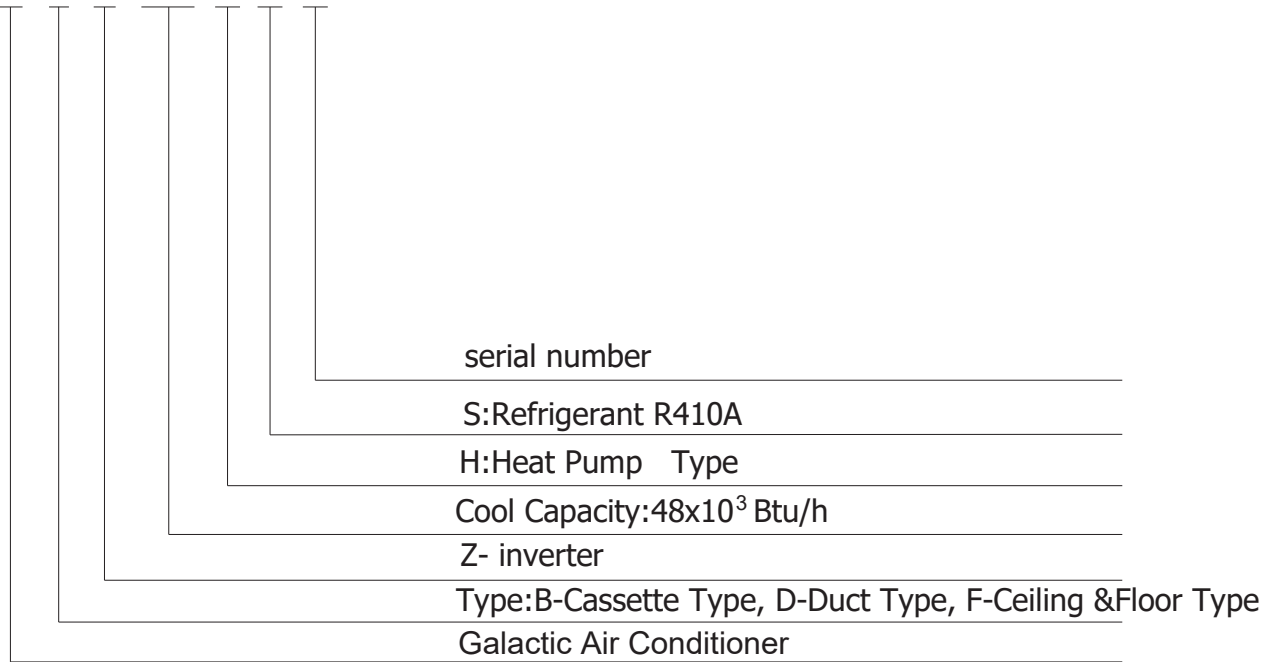 serial number
S:Refrigerant R410A
H:Heat Pump Type
Cool Capacity:48x10³ Btu/h
Z- inverter
Type:B-Cassette Type, D-Duct Type, F-Ceiling &Floor Type
Galactic Air Conditioner